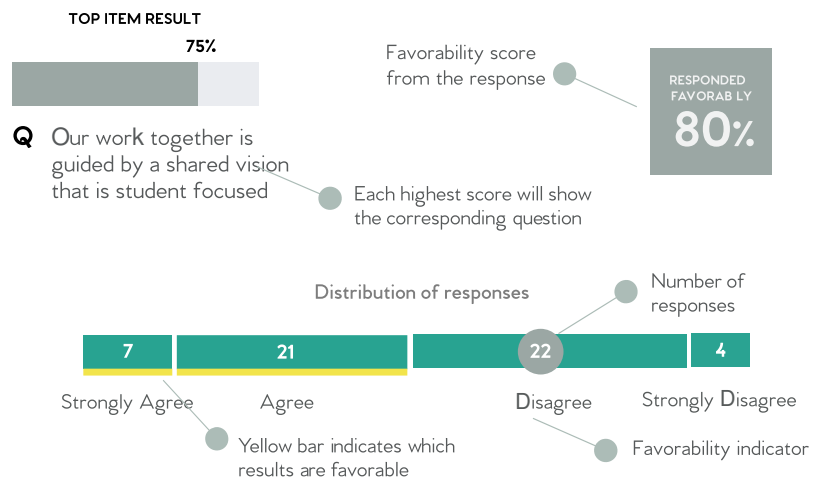 TOP ITEM RESULT
75%
Q Our work together is
guided by a shared vision
that is student focused
Favorability score
from the response
RESPONDED
FAVORAB LY
80%
Each highest score will show
the corresponding question
Distribution of responses
Number of
responses
7 21 22 4
Strongly Agree Agree Disagree Strongly Disagree
Yellow bar indicates which
results are favorable
Favorability indicator